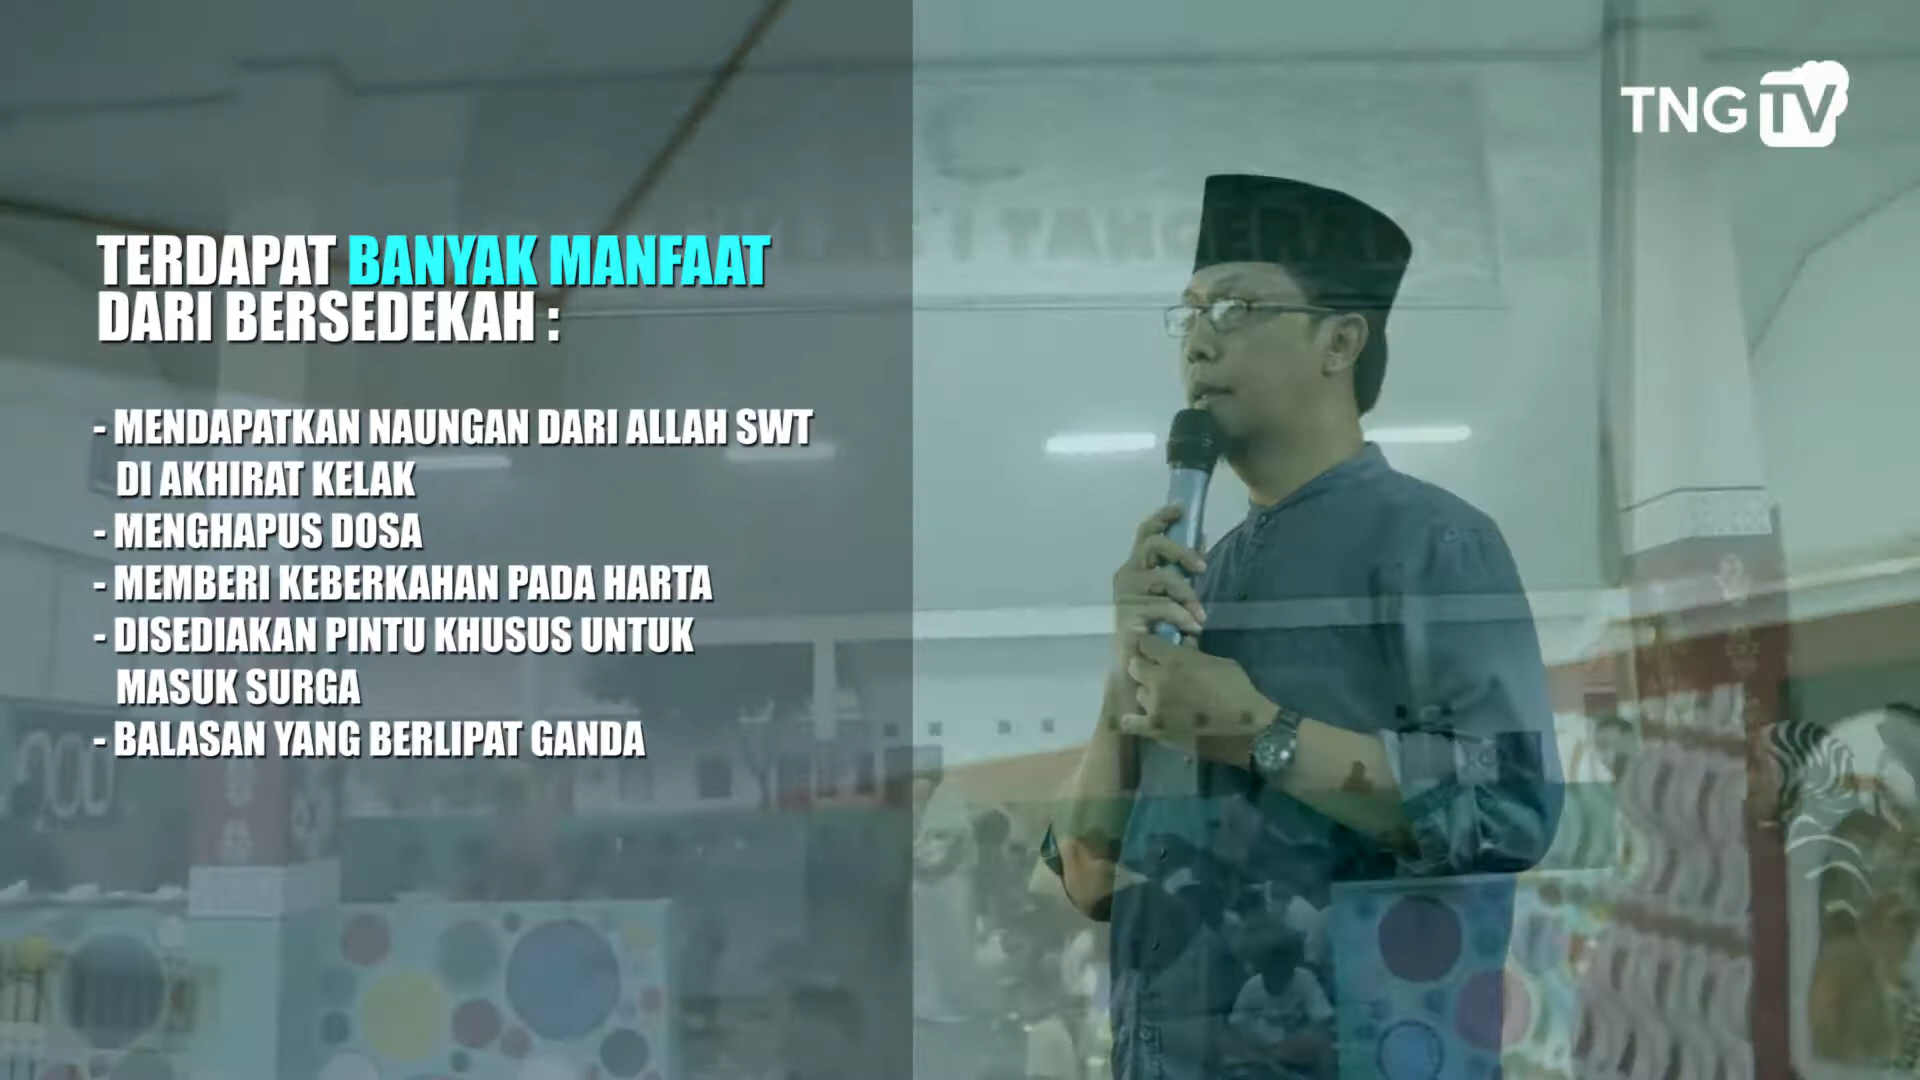 TNG TV
TERDAPAT BANYAK MANFAAT
DARI BERSEDEKAH :
- MENDAPATKAN NAUNGAN DARI ALLAH SWT
DI AKHIRAT KELAK
- MENGHAPUS DOSA
- MEMBERI KEBERKAHAN PADA HARTA
- DISEDIAKAN PINTU KHUSUS UNTUK
MASUK SURGA
- BALASAN YANG BERLIPAT GANDA